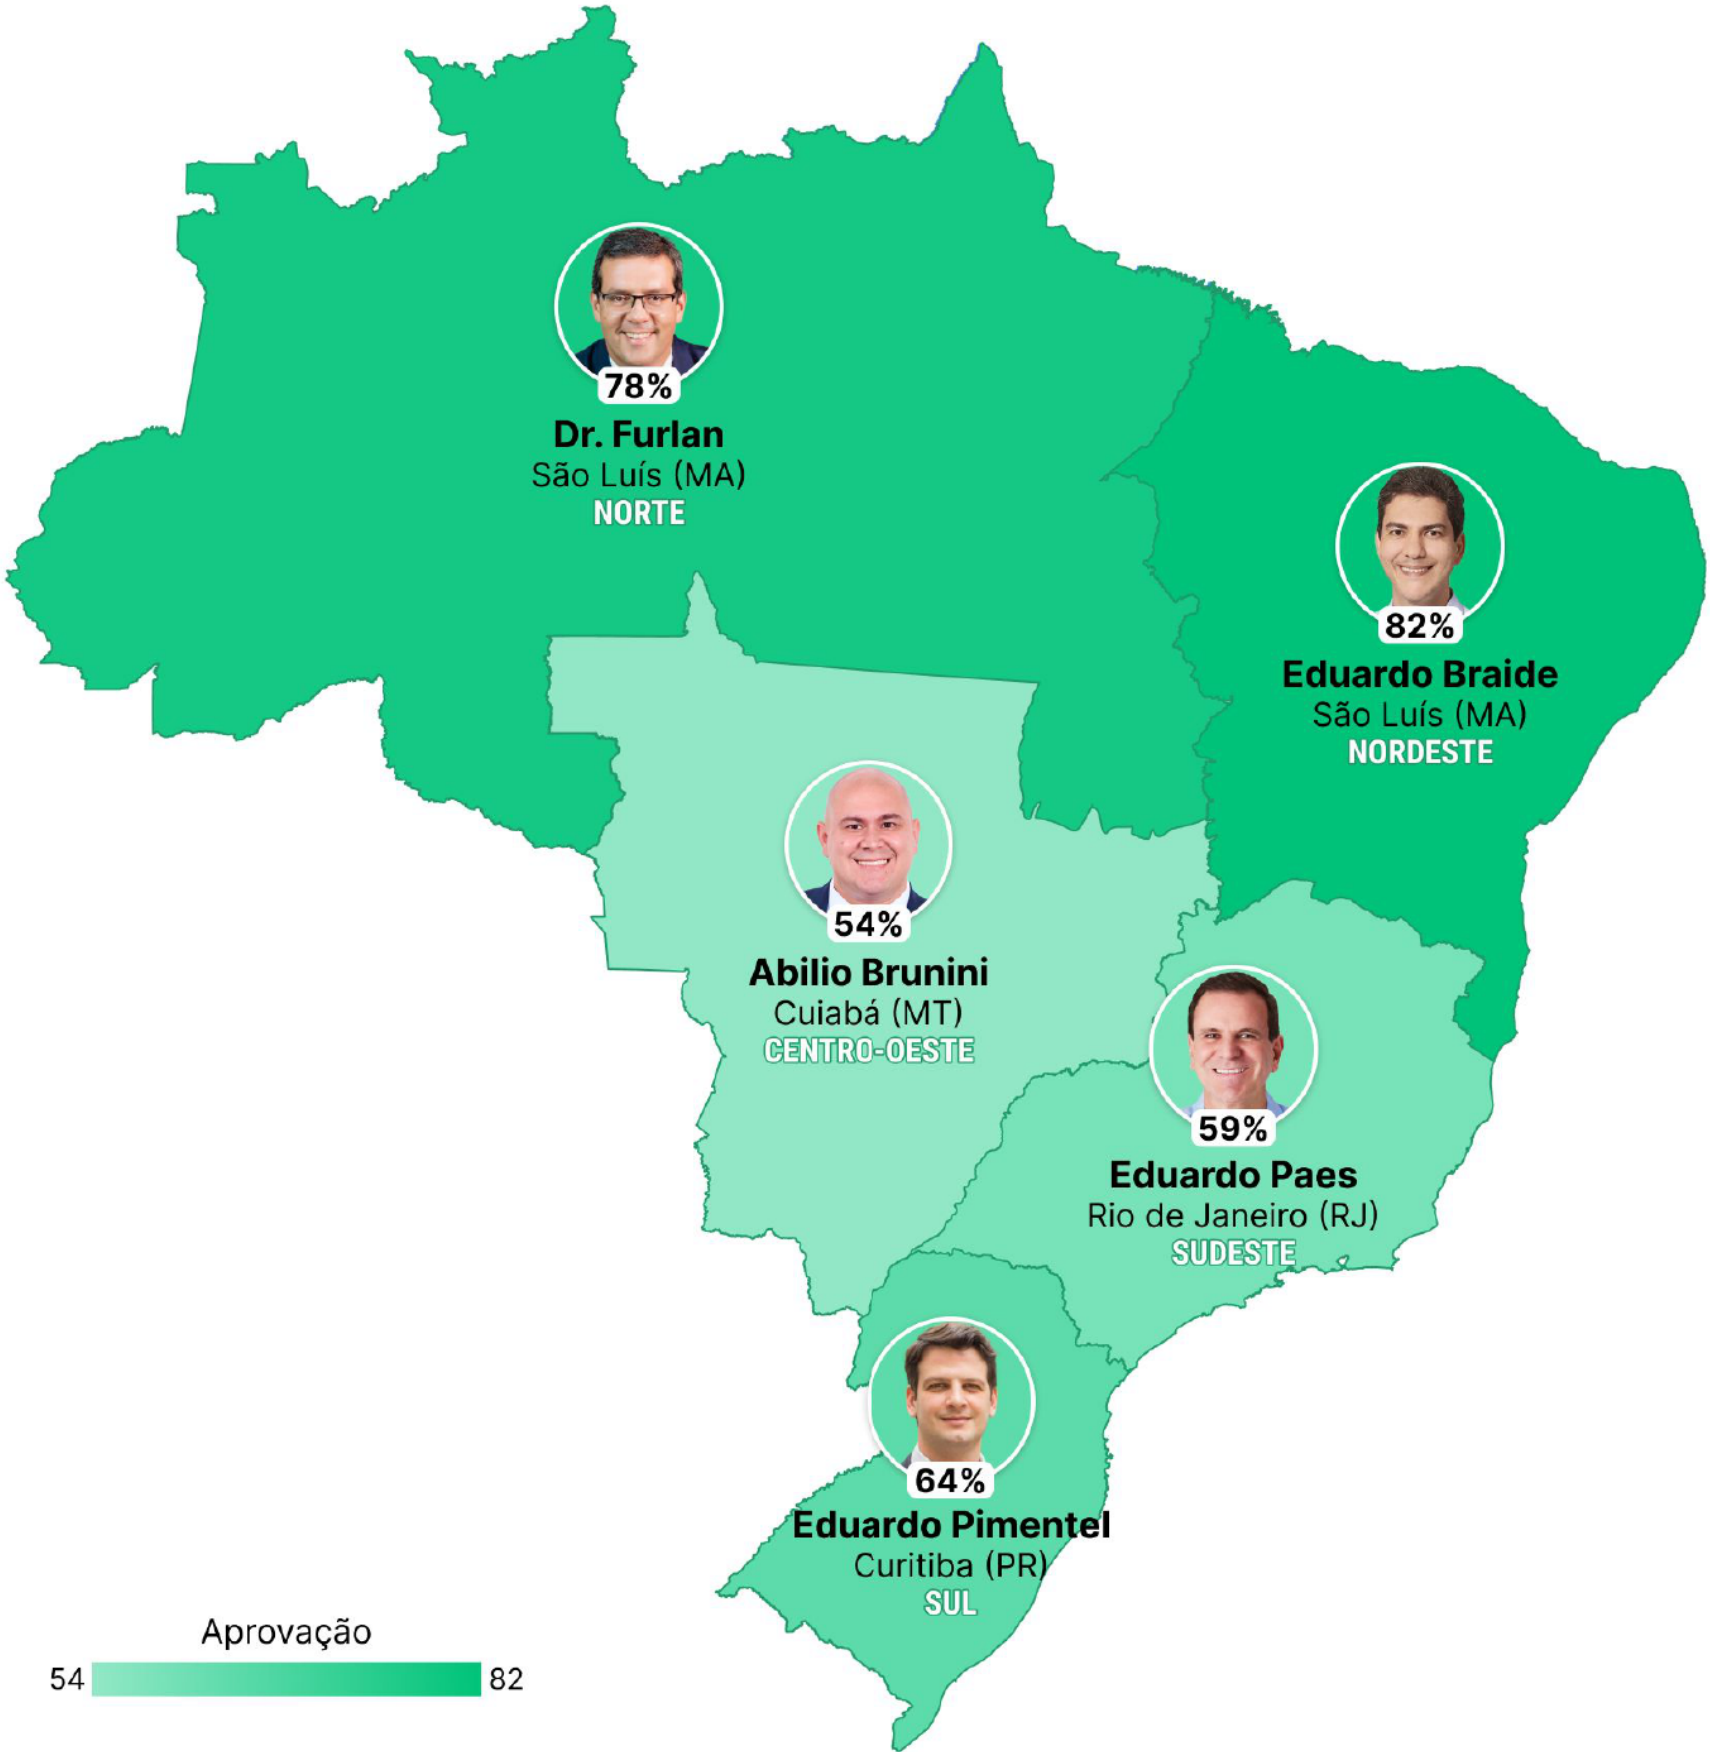 78%
Dr. Furlan
São Luís (MA)
NORTE
82%
Eduardo Braide
São Luís (MA)
NORDESTE
54%
Abilio Brunini
Cuiabá (MT)
CENTRO-OESTE
59%
Eduardo Paes
Rio de Janeiro (RJ)
SUDESTE
64%
Eduardo Pimentel
Curitiba (PR)
SUL
Aprovação
54 82